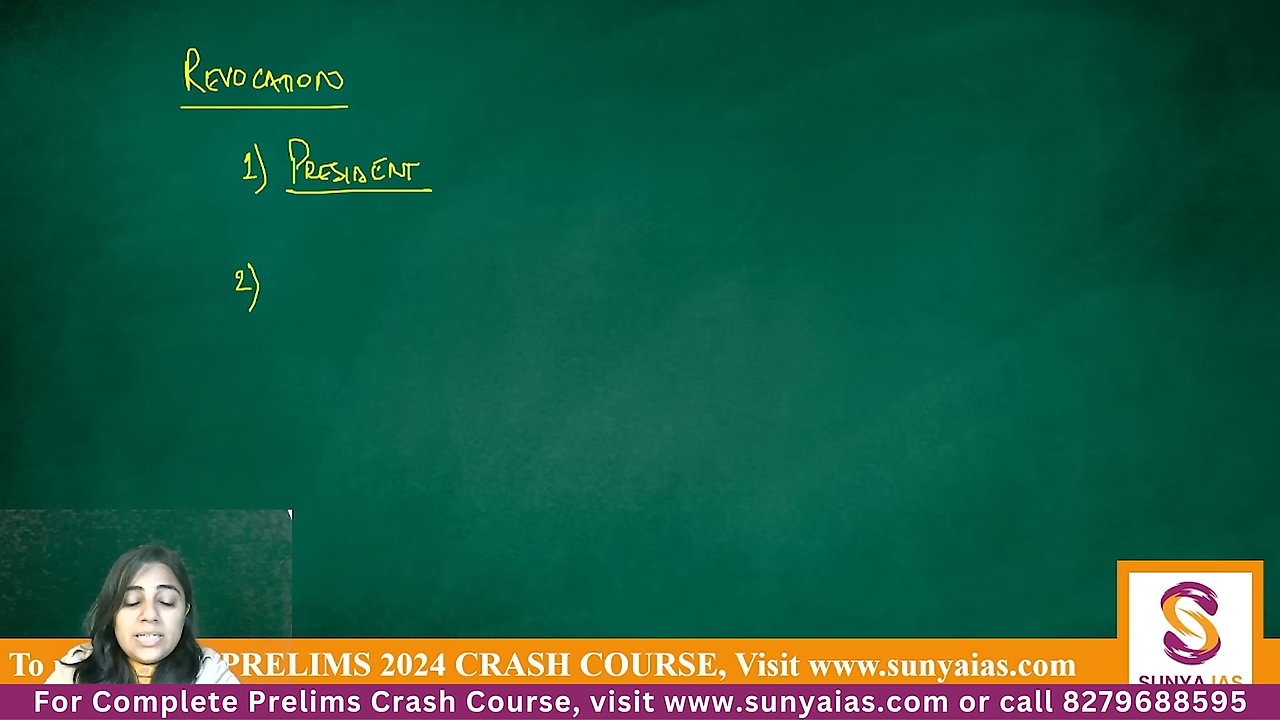 REVOCATION
1) PRESIDENT
2)
To PRELIMS 2024 CRASH COURSE, Visit www.sunyaias.com
SUNYA IAS
For Complete Prelims Crash Course, visit www.sunyaias.com or call 8279688595